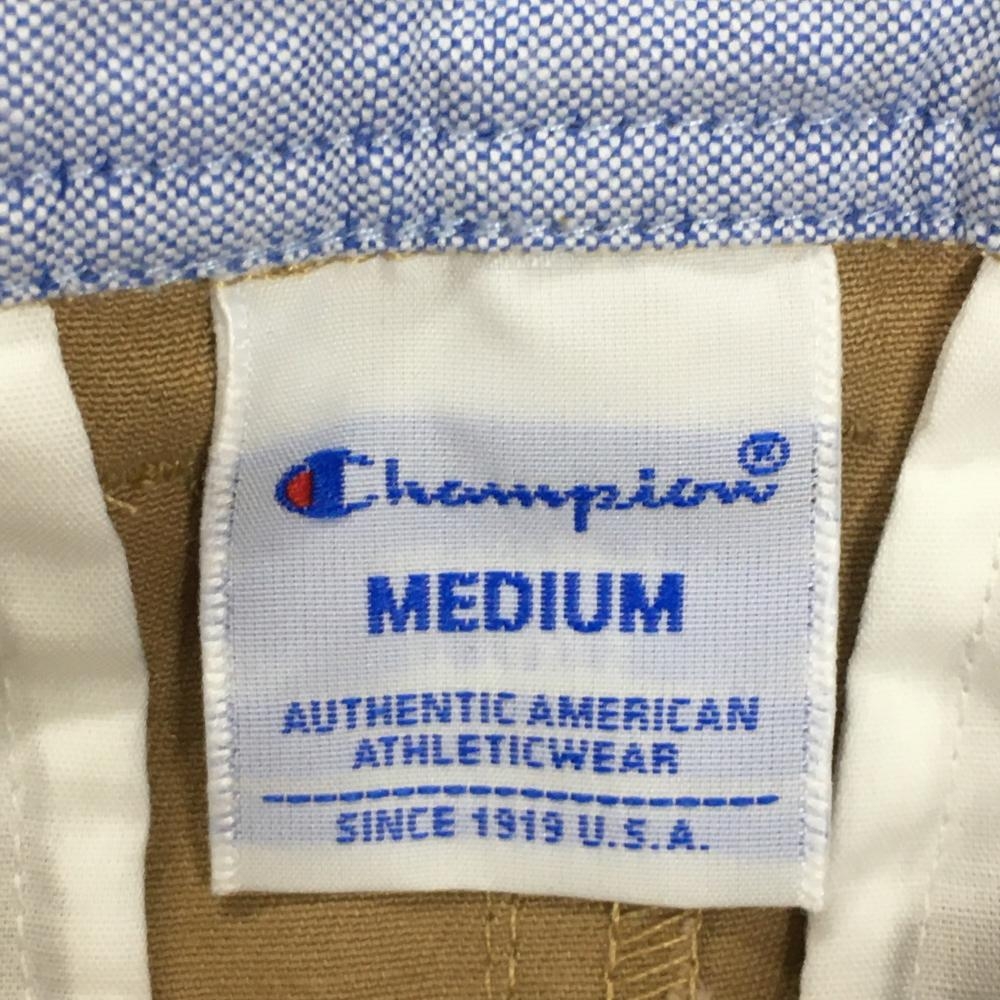 Champion®
MEDIUM
AUTHENTIC AMERICAN
ATHLETICWEAR
SINCE 1919 U.S.A.